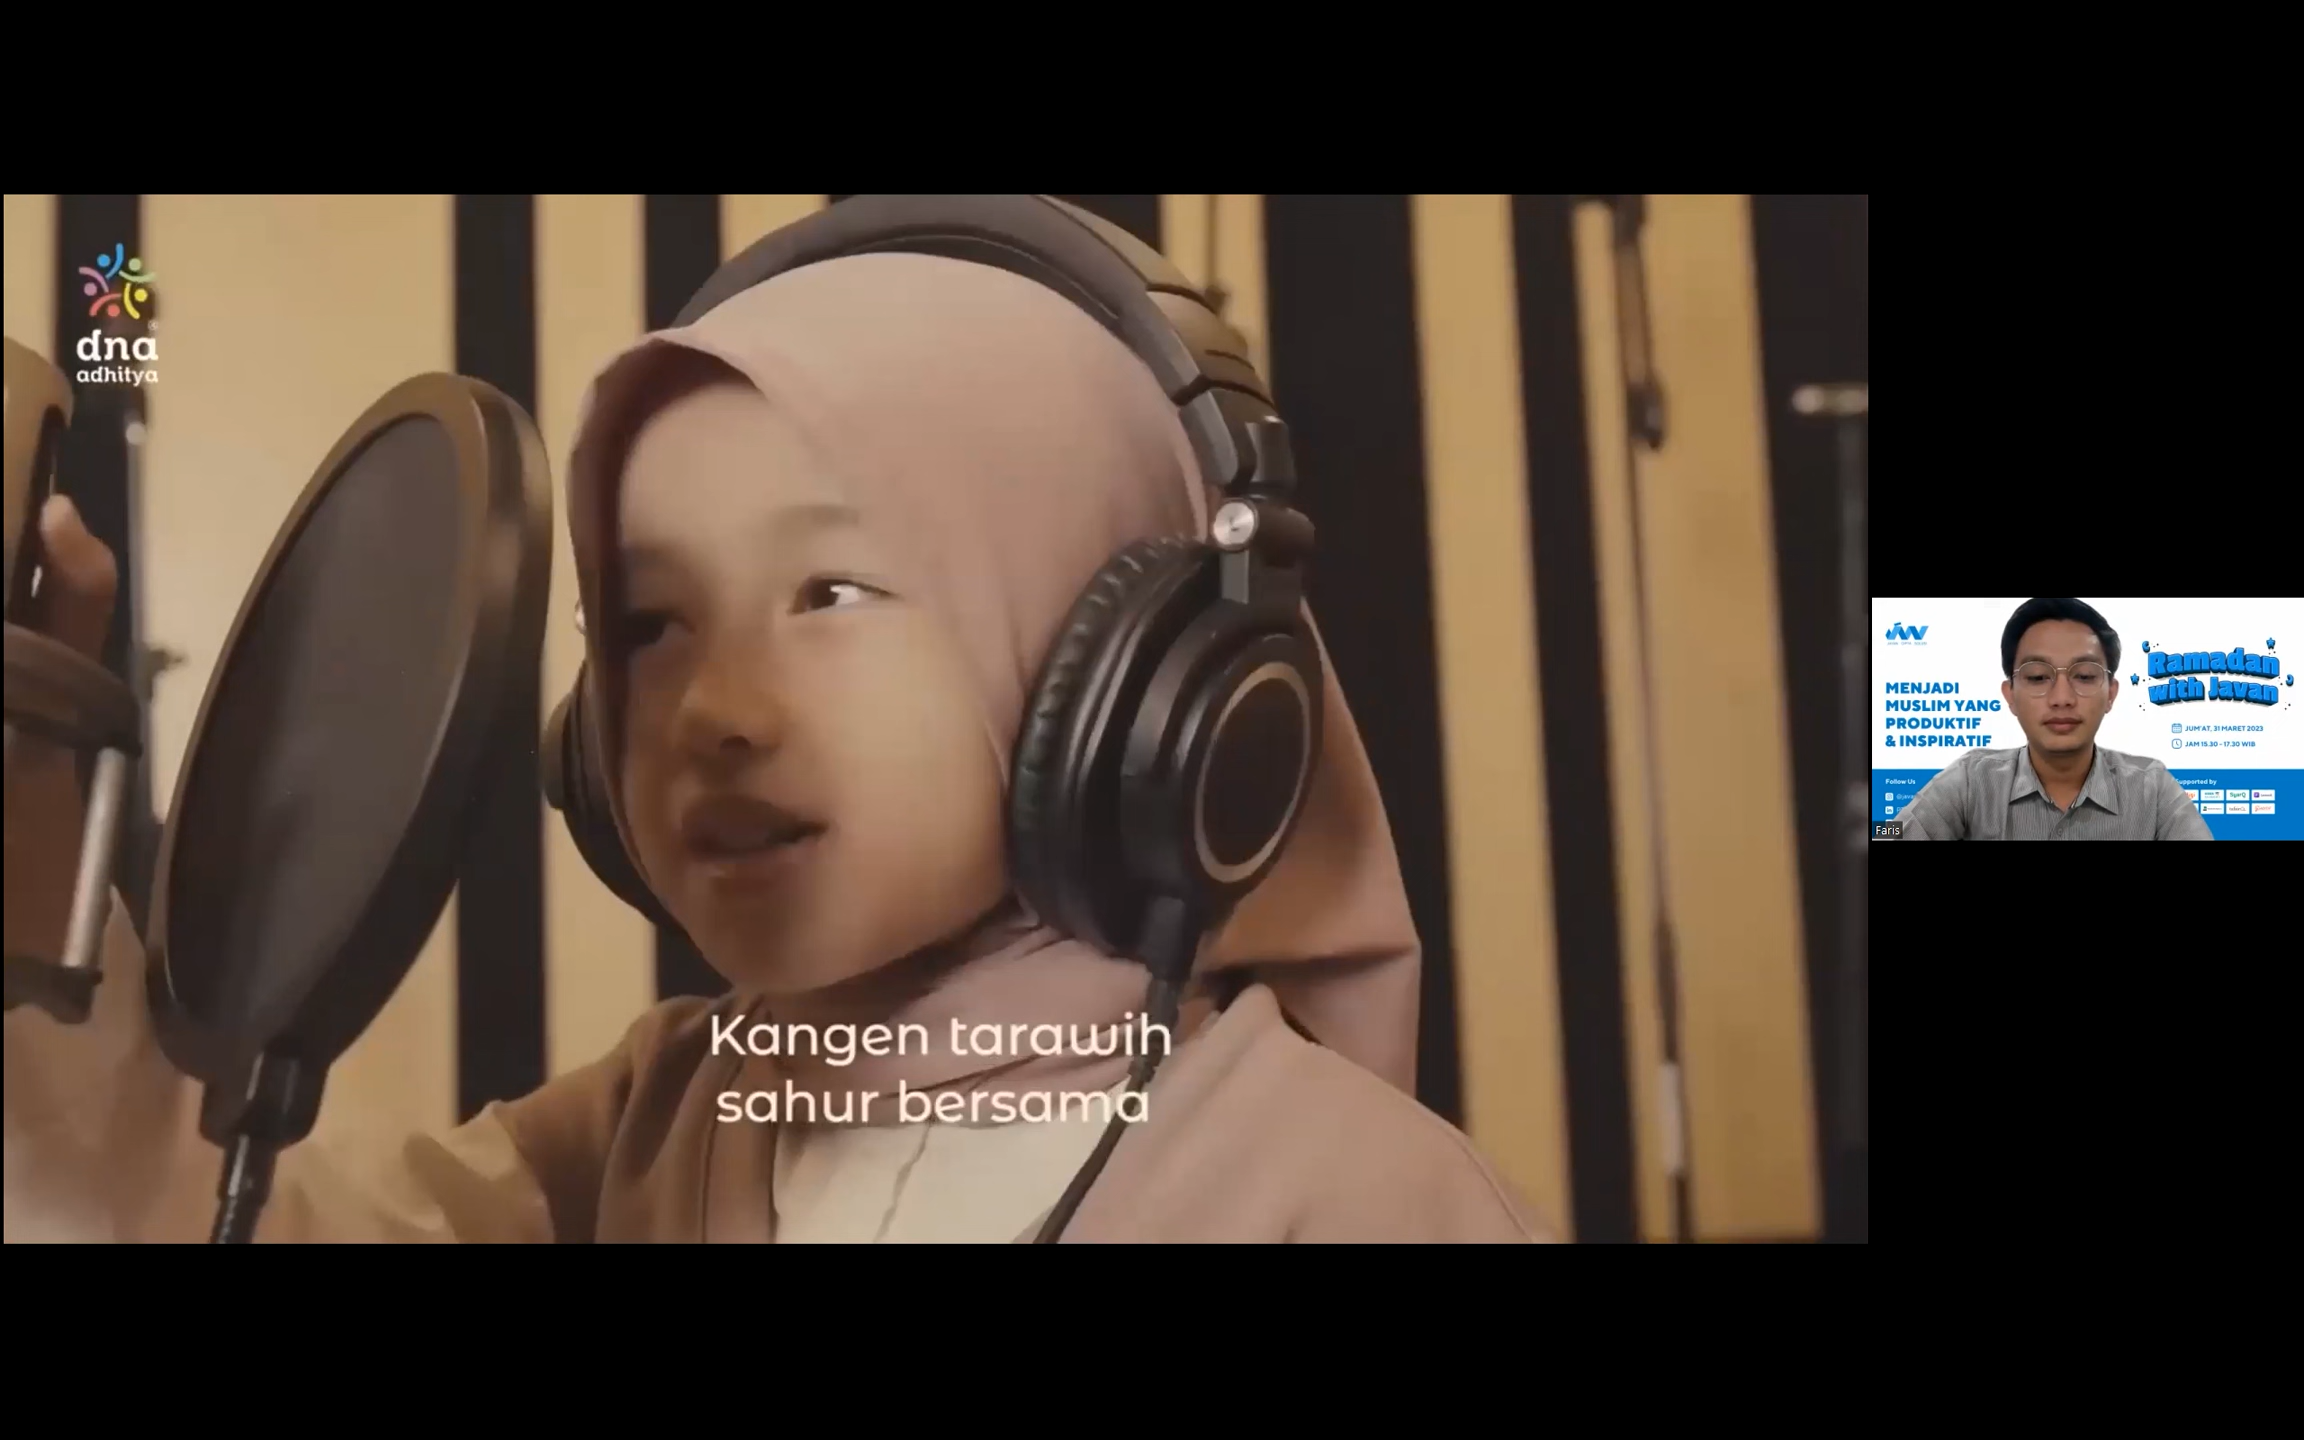 dna
adhitya
Kangen tarawih
sahur bersama
JAVAN
MENJADI
MUSLIM YANG
PRODUKTIF
& INSPIRATIF
Ramadan
with Javan
JUM'AT, 31 MARET 2023
JAM 15.30 - 17.30 WIB
Follow Us
Supported by
Faris